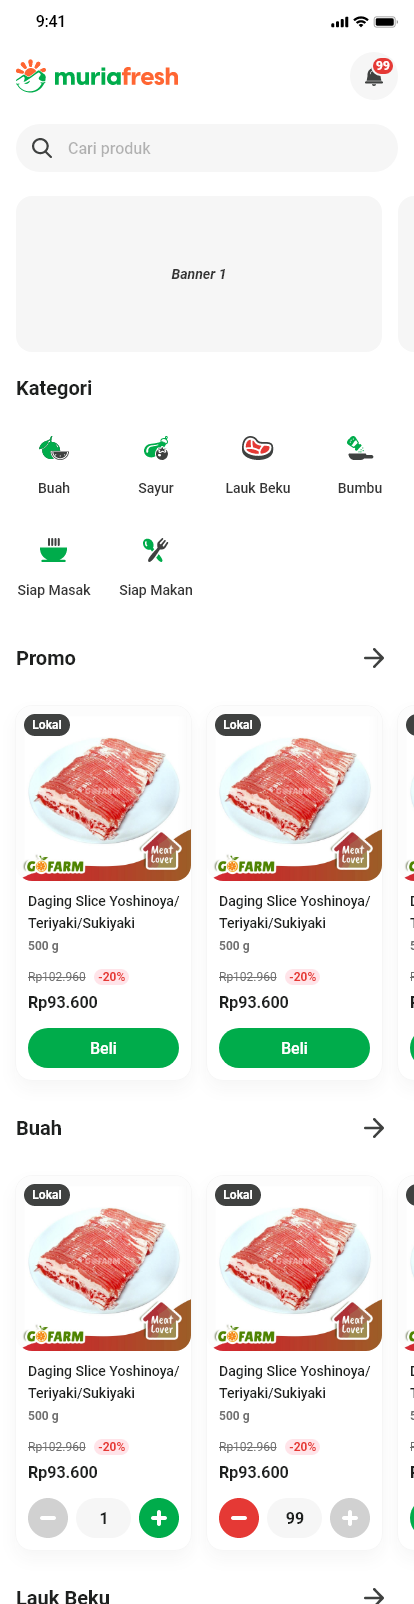 9:41
muriafresh
99
Cari produk
Banner 1
Kategori
Buah
Sayur
Lauk Beku
Bumbu
Siap Masak
Siap Makan
Promo
Lokal
GOFARM
GOFARM
Meat
Lover
Daging Slice Yoshinoya/
Teriyaki/Sukiyaki
500 g
Rp102.960 -20%
Rp93.600
Beli
Lokal
GOFARM
GOFARM
Meat
Lover
Daging Slice Yoshinoya/
Teriyaki/Sukiyaki
500 g
Rp102.960 -20%
Rp93.600
Beli
Buah
Lokal
GOFARM
GOFARM
Meat
Lover
Daging Slice Yoshinoya/
Teriyaki/Sukiyaki
500 g
Rp102.960 -20%
Rp93.600
1
Lokal
GOFARM
GOFARM
Meat
Lover
Daging Slice Yoshinoya/
Teriyaki/Sukiyaki
500 g
Rp102.960 -20%
Rp93.600
99
Lauk Beku